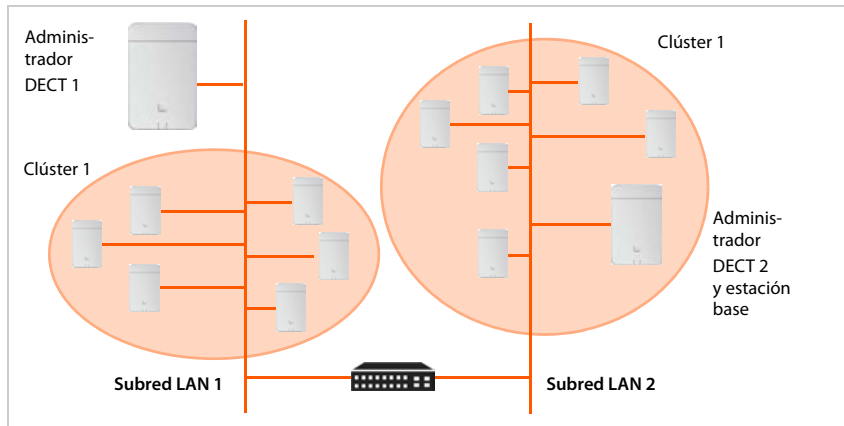 Adminis-
trador
DECT 1
Clúster 1
Clúster 1
Adminis-
trador
DECT 2
y estación
base
Subred LAN 1
Subred LAN 2